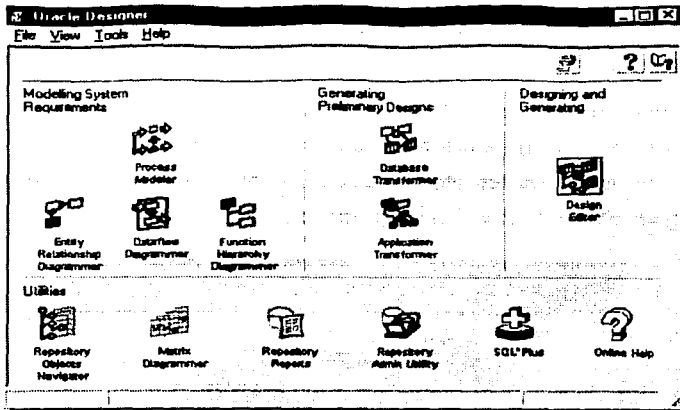 Oracle Designer
File View Tools Help
Modelling System
Requirements
Generating
Preliminary Designs
Designing and
Generating
Process
Modeler
Database
Transformer
Design
Editor
Entity
Relationship
Diagrammer
Dataflow
Diagrammer
Function
Hierarchy
Diagrammer
Application
Transformer
Utilities
Repository
Objects
Navigator
Matrix
Diagrammer
Repository
Reports
Repository
Admin Utility
SQL*Plus
Online Help